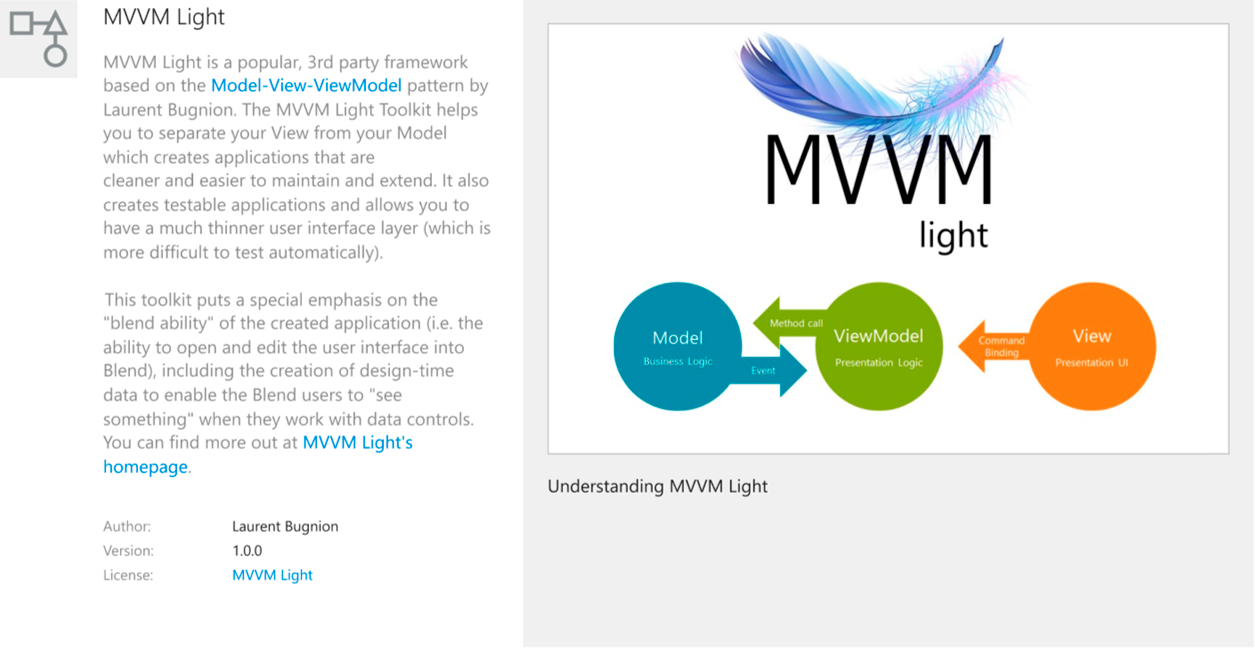 MVVM Light
MVVM Light is a popular, 3rd party framework
based on the Model-View-ViewModel pattern by
Laurent Bugnion. The MVVM Light Toolkit helps
you to separate your View from your Model
which creates applications that are
cleaner and easier to maintain and extend. It also
creates testable applications and allows you to
have a much thinner user interface layer (which is
more difficult to test automatically).
This toolkit puts a special emphasis on the
"blend ability" of the created application (i.e. the
ability to open and edit the user interface into
Blend), including the creation of design-time
data to enable the Blend users to "see
something" when they work with data controls.
You can find more out at MVVM Light's
homepage.
Author: Laurent Bugnion
Version: 1.0.0
License: MVVM Light
MVVM
light
Model
Business Logic
Method call
Event
ViewModel
Presentation Logic
Command
Binding
View
Presentation UI
Understanding MVVM Light